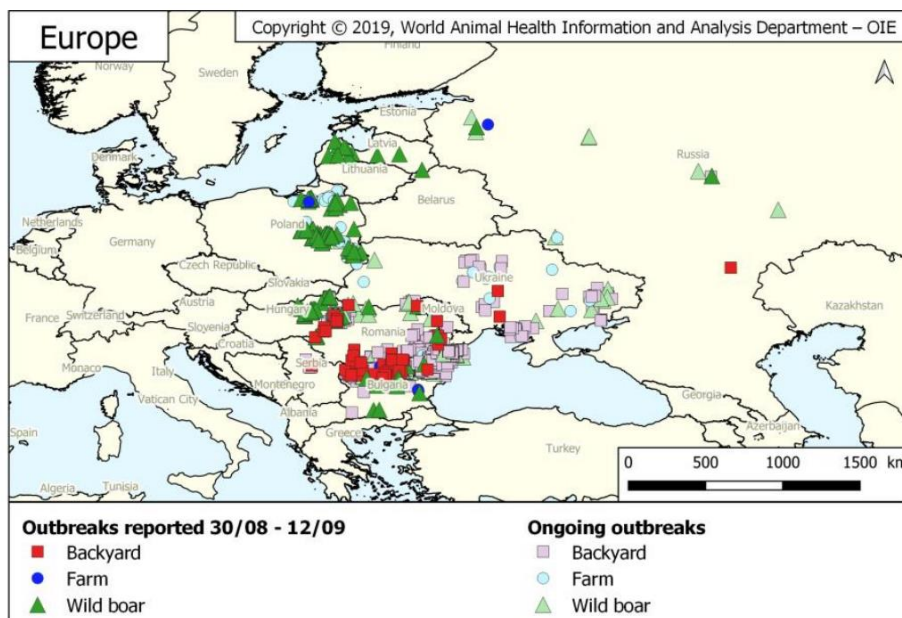 Europe
Copyright © 2019, World Animal Health Information and Analysis Department – OIE
Norway
Sweden
Finland
Estonia
Latvia
Russia
Denmark
Lithuania
Belarus
Netherlands
Poland
Belgium
Germany
Czech Republic
Ukraine
Slovakia
Kazakhstan
Austria
Hungary
Moldova
France
Switzerland
Slovenia
Romania
Croatia
Serbia
Monaco
Italy
Bulgaria
Montenegro
Georgia
Vatican City
Albania
Azerbaijan
Spain
Greece
Turkey
Algeria
Tunisia
0 500 1000 1500 km
Outbreaks reported 30/08 - 12/09
Backyard
Farm
Wild boar
Ongoing outbreaks
Backyard
Farm
Wild boar